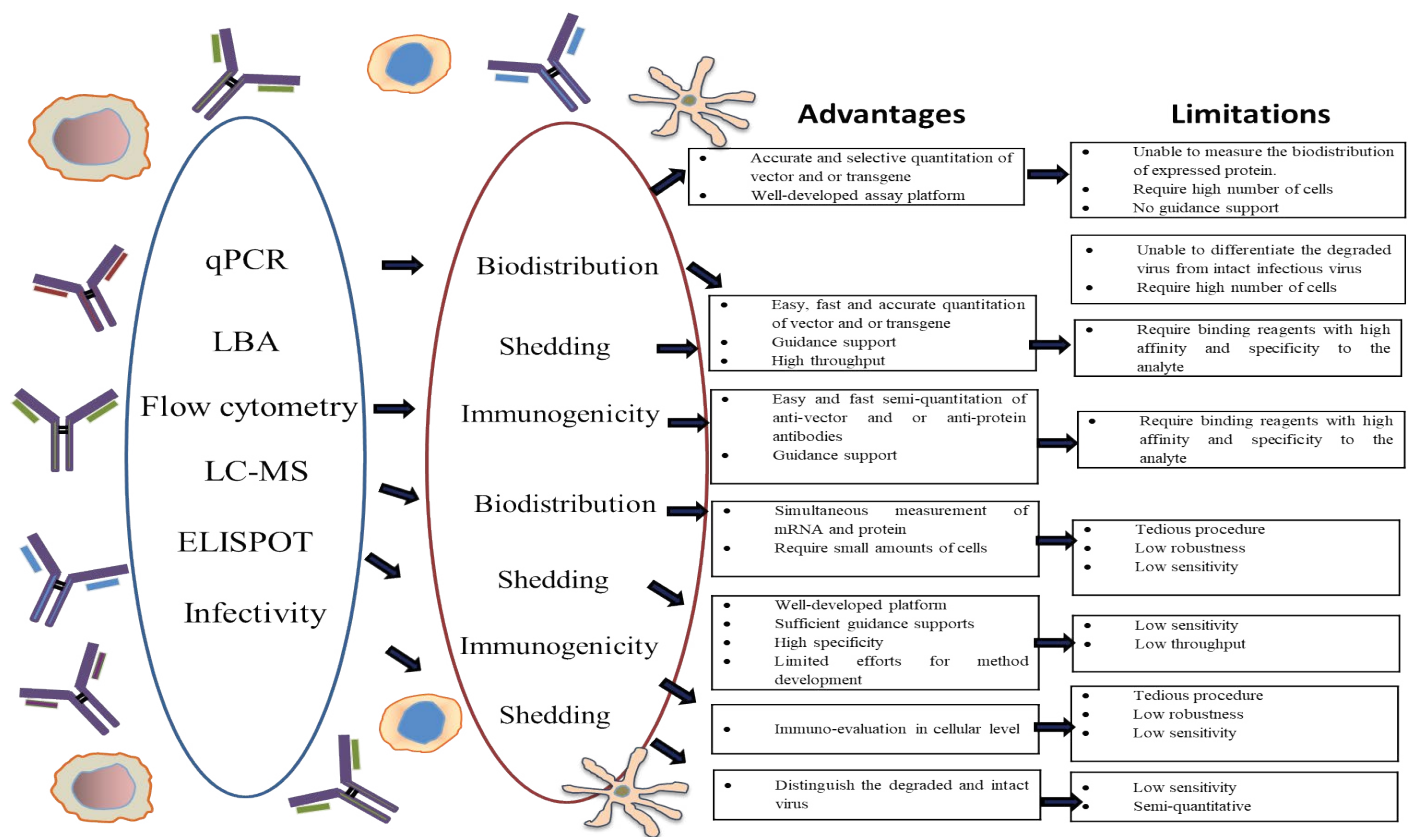 Advantages
Limitations
qPCR
LBA
Flow cytometry
LC-MS
ELISPOT
Infectivity
Biodistribution
Shedding
Immunogenicity
Biodistribution
Shedding
Immunogenicity
Shedding
• Accurate and selective quantitation of
vector and or transgene
• Well-developed assay platform
• Unable to measure the biodistribution
of expressed protein.
• Require high number of cells
• No guidance support
• Unable to differentiate the degraded
virus from intact infectious virus
• Require high number of cells
• Easy, fast and accurate quantitation
of vector and or transgene
• Guidance support
• High throughput
• Require binding reagents with high
affinity and specificity to the
analyte
• Easy and fast semi-quantitation of
anti-vector and or anti-protein
antibodies
• Guidance support
• Require binding reagents with high
affinity and specificity to the
analyte
• Simultaneous measurement of
mRNA and protein
• Require small amounts of cells
• Tedious procedure
• Low robustness
• Low sensitivity
• Well-developed platform
• Sufficient guidance supports
• High specificity
• Limited efforts for method
development
• Low sensitivity
• Low throughput
• Immuno-evaluation in cellular level
• Tedious procedure
• Low robustness
• Low sensitivity
• Distinguish the degraded and intact
virus
• Low sensitivity
• Semi-quantitative